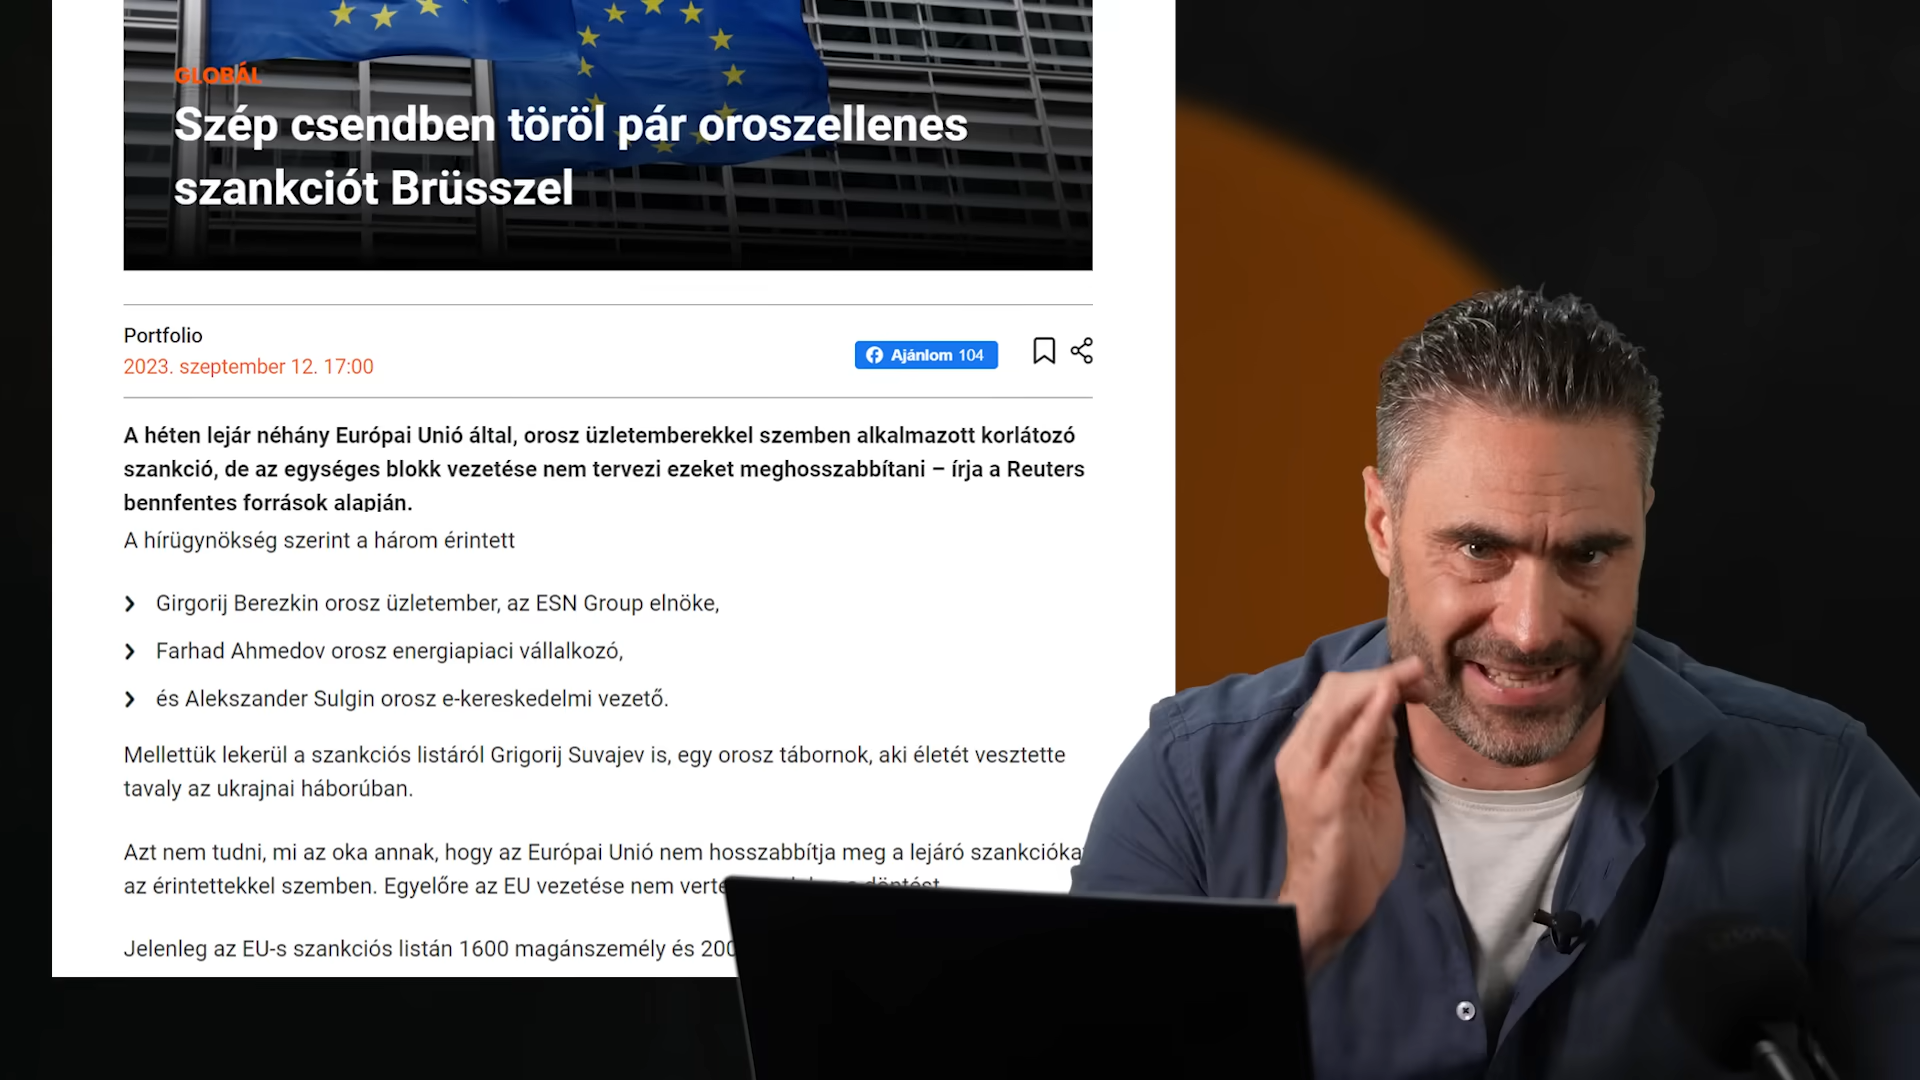 GLOBÁL
Szép csendben töröl pár oroszellenes
szankciót Brüsszel
Portfolio
2023. szeptember 12. 17:00
Ajánlom 104
A héten lejár néhány Európai Unió által, orosz üzletemberekkel szemben alkalmazott korlátozó
szankció, de az egységes blokk vezetése nem tervezi ezeket meghosszabbítani – írja a Reuters
bennfentes források alapján.
A hírügynökség szerint a három érintett
Girgorij Berezkin orosz üzletember, az ESN Group elnöke,
Farhad Ahmedov orosz energiapiaci vállalkozó,
és Alekszander Sulgin orosz e-kereskedelmi vezető.
Mellettük lekerül a szankciós listáról Grigorij Suvajev is, egy orosz tábornok, aki életét vesztette
tavaly az ukrajnai háborúban.
Azt nem tudni, mi az oka annak, hogy az Európai Unió nem hosszabbítja meg a lejáró
az érintettekkel szemben. Egyelőre az EU vezetése nem
Jelenleg az EU-s szankciós listán 1600 magánszemély és